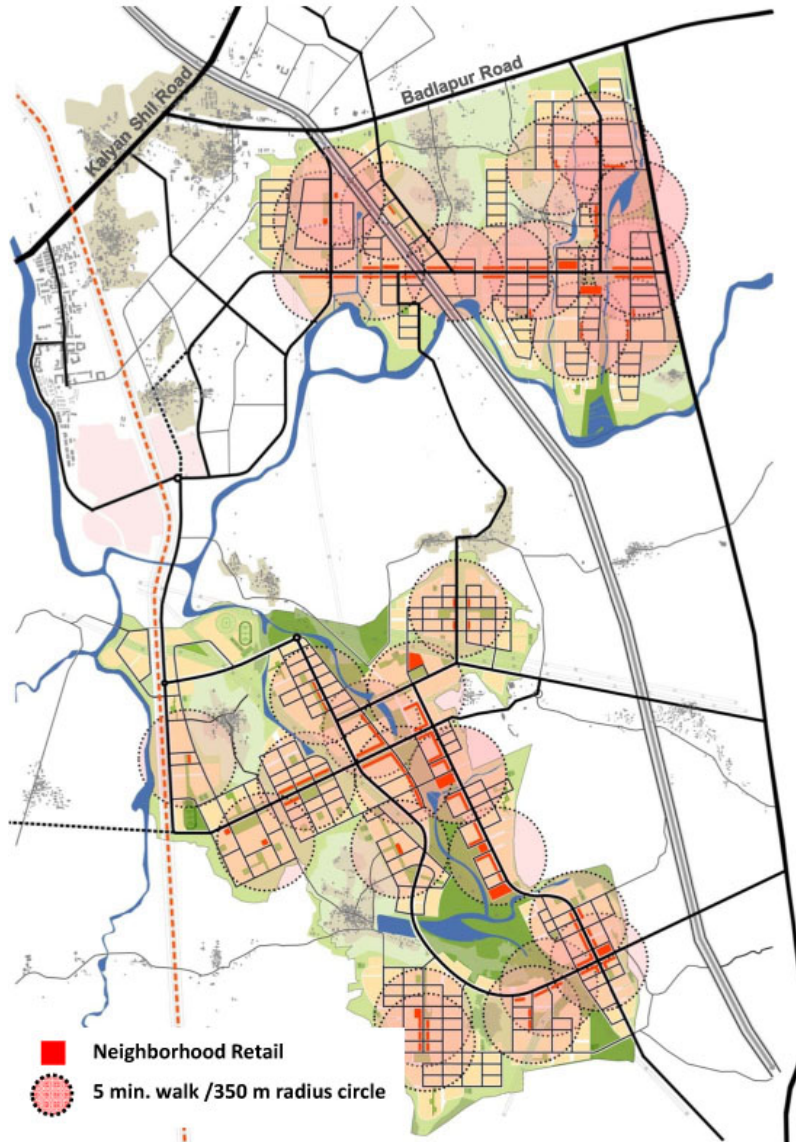 Badlapur Road
Kalyan Shil Road
Neighborhood Retail
5 min. walk /350 m radius circle